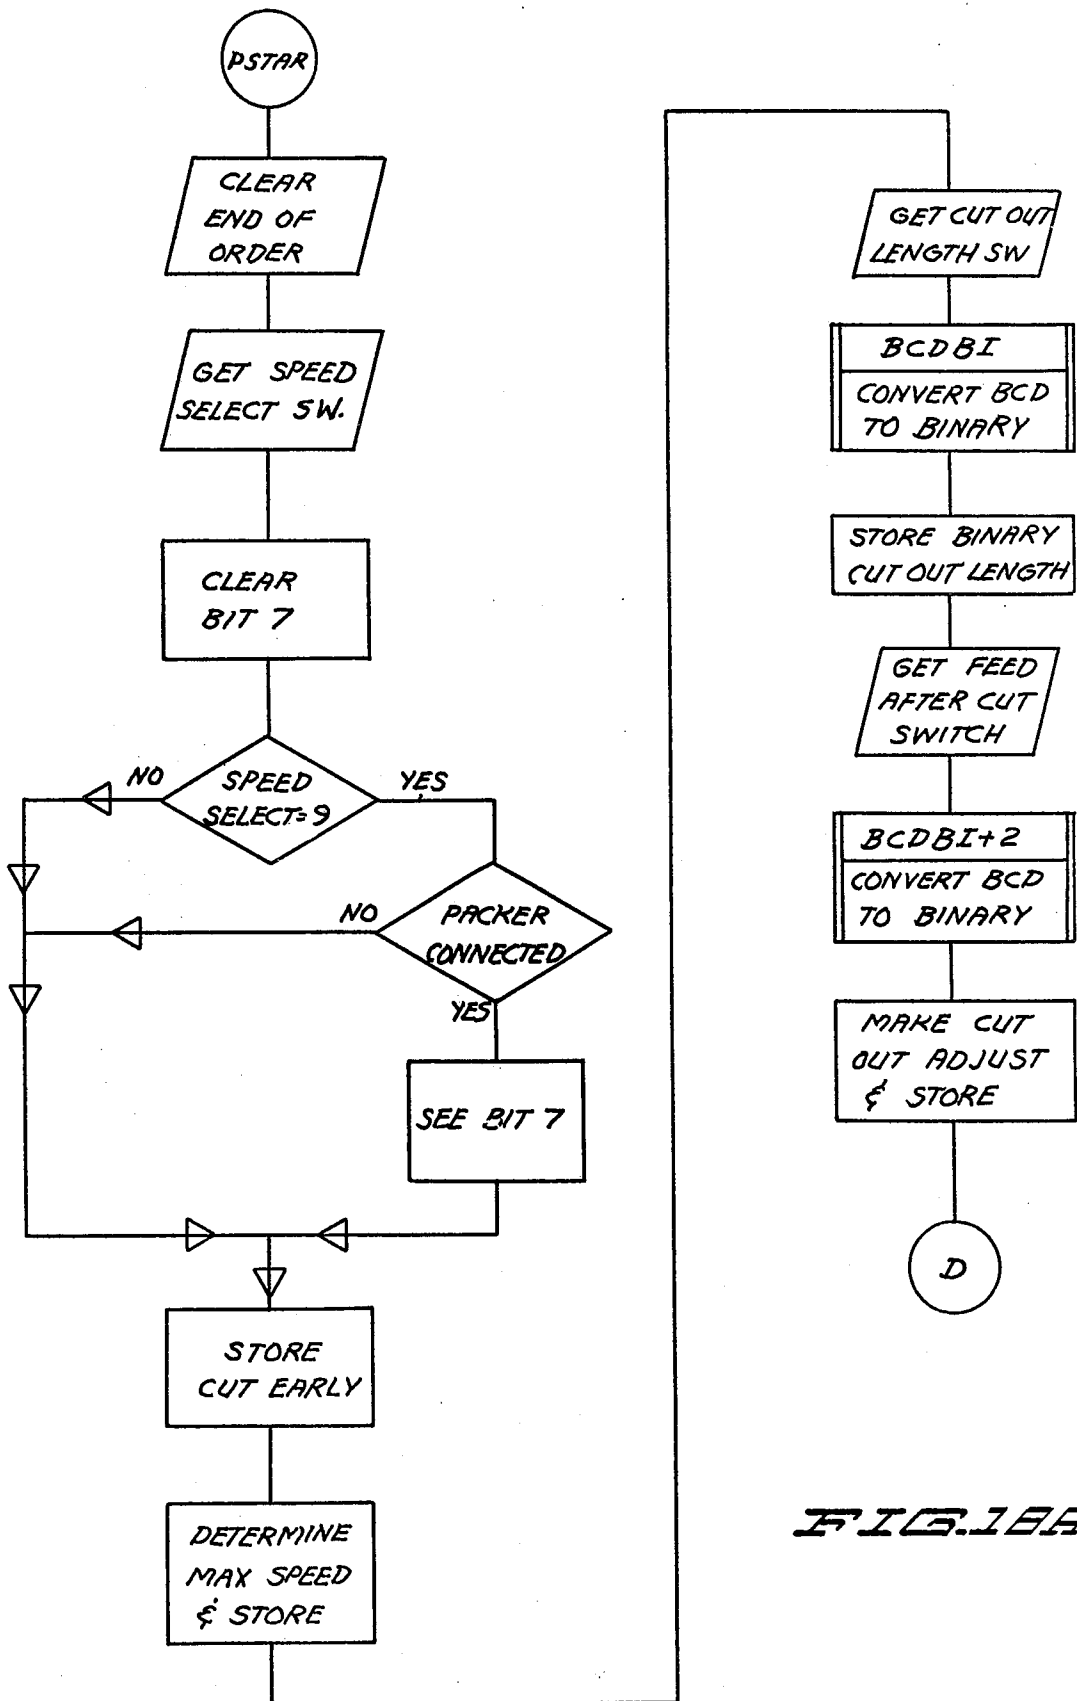 PSTAR
CLEAR
END OF
ORDER
GET SPEED
SELECT SW.
CLEAR
BIT 7
SPEED
SELECT=9
NO
YES
PACKER
CONNECTED
NO
YES
SEE BIT 7
STORE
CUT EARLY
DETERMINE
MAX SPEED
& STORE
GET CUT OUT
LENGTH SW
BCDBI
CONVERT BCD
TO BINARY
STORE BINARY
CUT OUT LENGTH
GET FEED
AFTER CUT
SWITCH
BCDBI+2
CONVERT BCD
TO BINARY
MAKE CUT
OUT ADJUST
& STORE
D
FIG.18A